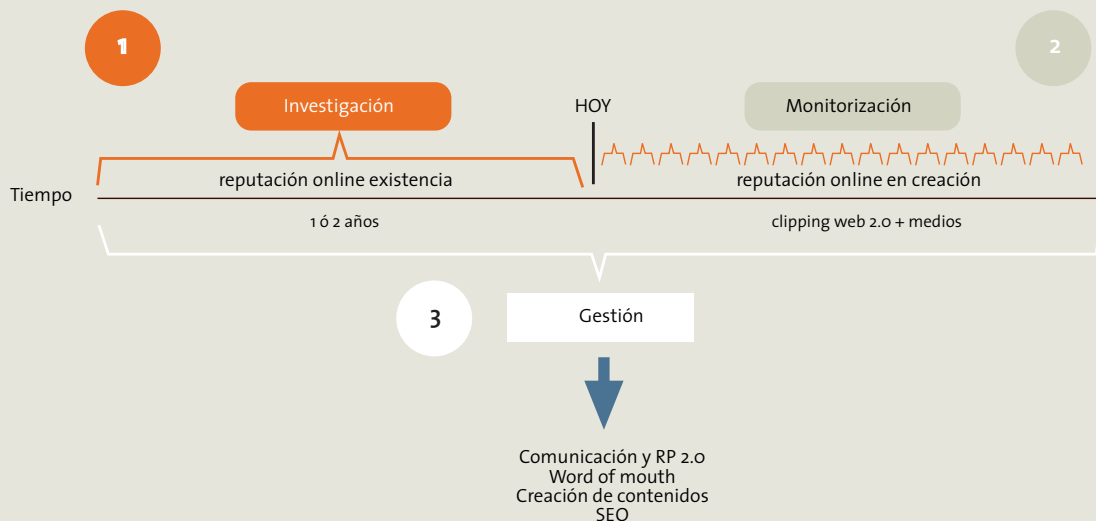 1
2
Investigación
HOY
Monitorización
Tiempo
reputación online existencia
reputación online en creación
1 ó 2 años
clipping web 2.0 + medios
3
Gestión
Comunicación y RP 2.0
Word of mouth
Creación de contenidos
SEO